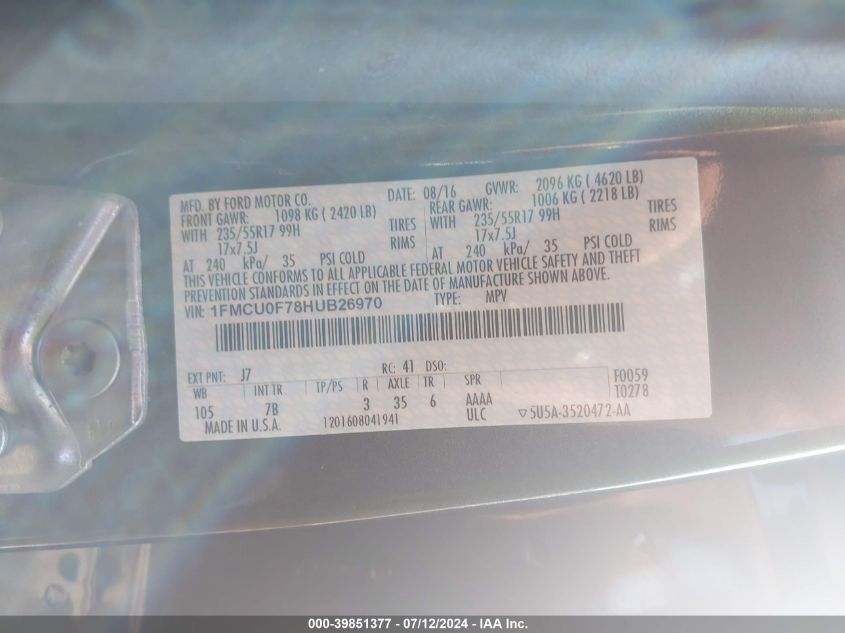 MFD. BY FORD MOTOR CO. DATE: 08/16 GVWR: 2096 KG ( 4620 LB)
FRONT GAWR: 1098 KG ( 2420 LB) REAR GAWR: 1006 KG ( 2218 LB)
WITH 235/55R17 99H TIRES WITH 235/55R17 99H TIRES
17x7.5J RIMS 17x7.5J RIMS
AT 240 kPa/ 35 PSI COLD AT 240 kPa/ 35 PSI COLD
THIS VEHICLE CONFORMS TO ALL APPLICABLE FEDERAL MOTOR VEHICLE SAFETY AND THEFT
PREVENTION STANDARDS IN EFFECT ON THE DATE OF MANUFACTURE SHOWN ABOVE.
VIN: 1FMCU0F78HUB26970 TYPE: MPV
EXT PNT: J7 RC: 41 DSO:
WB INT TR TP/PS R AXLE TR SPR F0059
105 7B 3 35 6 AAAA T0278
MADE IN U.S.A. 1201608041941 ULC ▽5U5A-3520472-AA
000-39851377 - 07/12/2024 - IAA Inc.